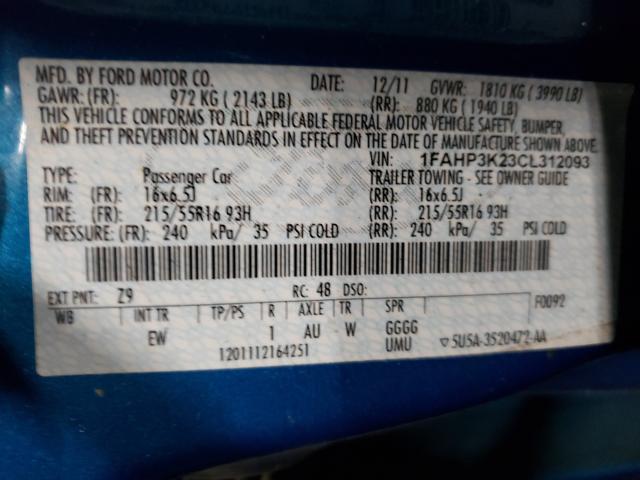 MFD. BY FORD MOTOR CO. DATE: 12/11 GVWR: 1810 KG ( 3990 LB)
GAWR: (FR): 972 KG ( 2143 LB) (RR): 880 KG ( 1940 LB)
THIS VEHICLE CONFORMS TO ALL APPLICABLE FEDERAL MOTOR VEHICLE SAFETY, BUMPER,
AND THEFT PREVENTION STANDARDS IN EFFECT ON THE DATE OF MANUFACTURE SHOWN ABOVE.
VIN: 1FAHP3K23CL312093
TYPE: Passenger Car TRAILER TOWING - SEE OWNER GUIDE
RIM: (FR): 16x6.5J (RR): 16x6.5J
TIRE: (FR): 215/55R16 93H (RR): 215/55R16 93H
PRESSURE: (FR): 240 kPa/ 35 PSI COLD (RR): 240 kPa/ 35 PSI COLD
EXT PNT: Z9 RC: 48 DSO: F0092
WB INT TR TP/PS R AXLE TR SPR
EW 1 AU W GGGG
1201112164251 UMU ▽5U5A-3520472-AA